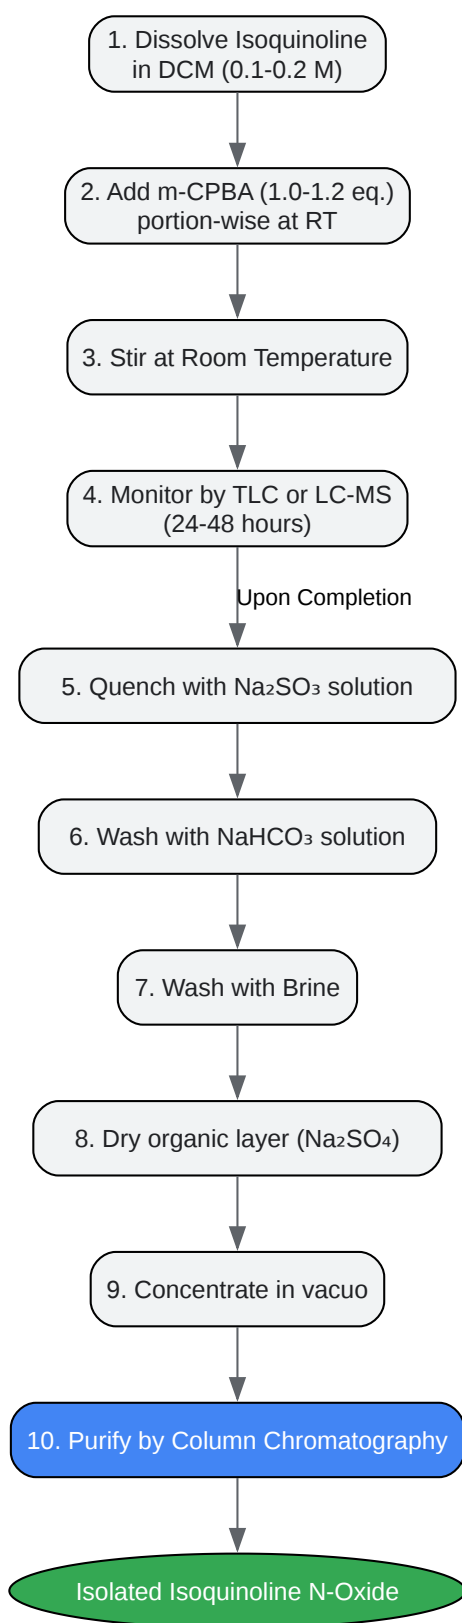 1. Dissolve Isoquinoline
in DCM (0.1-0.2 M)
2. Add m-CPBA (1.0-1.2 eq.)
portion-wise at RT
3. Stir at Room Temperature
4. Monitor by TLC or LC-MS
(24-48 hours)
Upon Completion
5. Quench with Na₂SO₃ solution
6. Wash with NaHCO₃ solution
7. Wash with Brine
8. Dry organic layer (Na₂SO₄)
9. Concentrate in vacuo
10. Purify by Column Chromatography
Isolated Isoquinoline N-Oxide